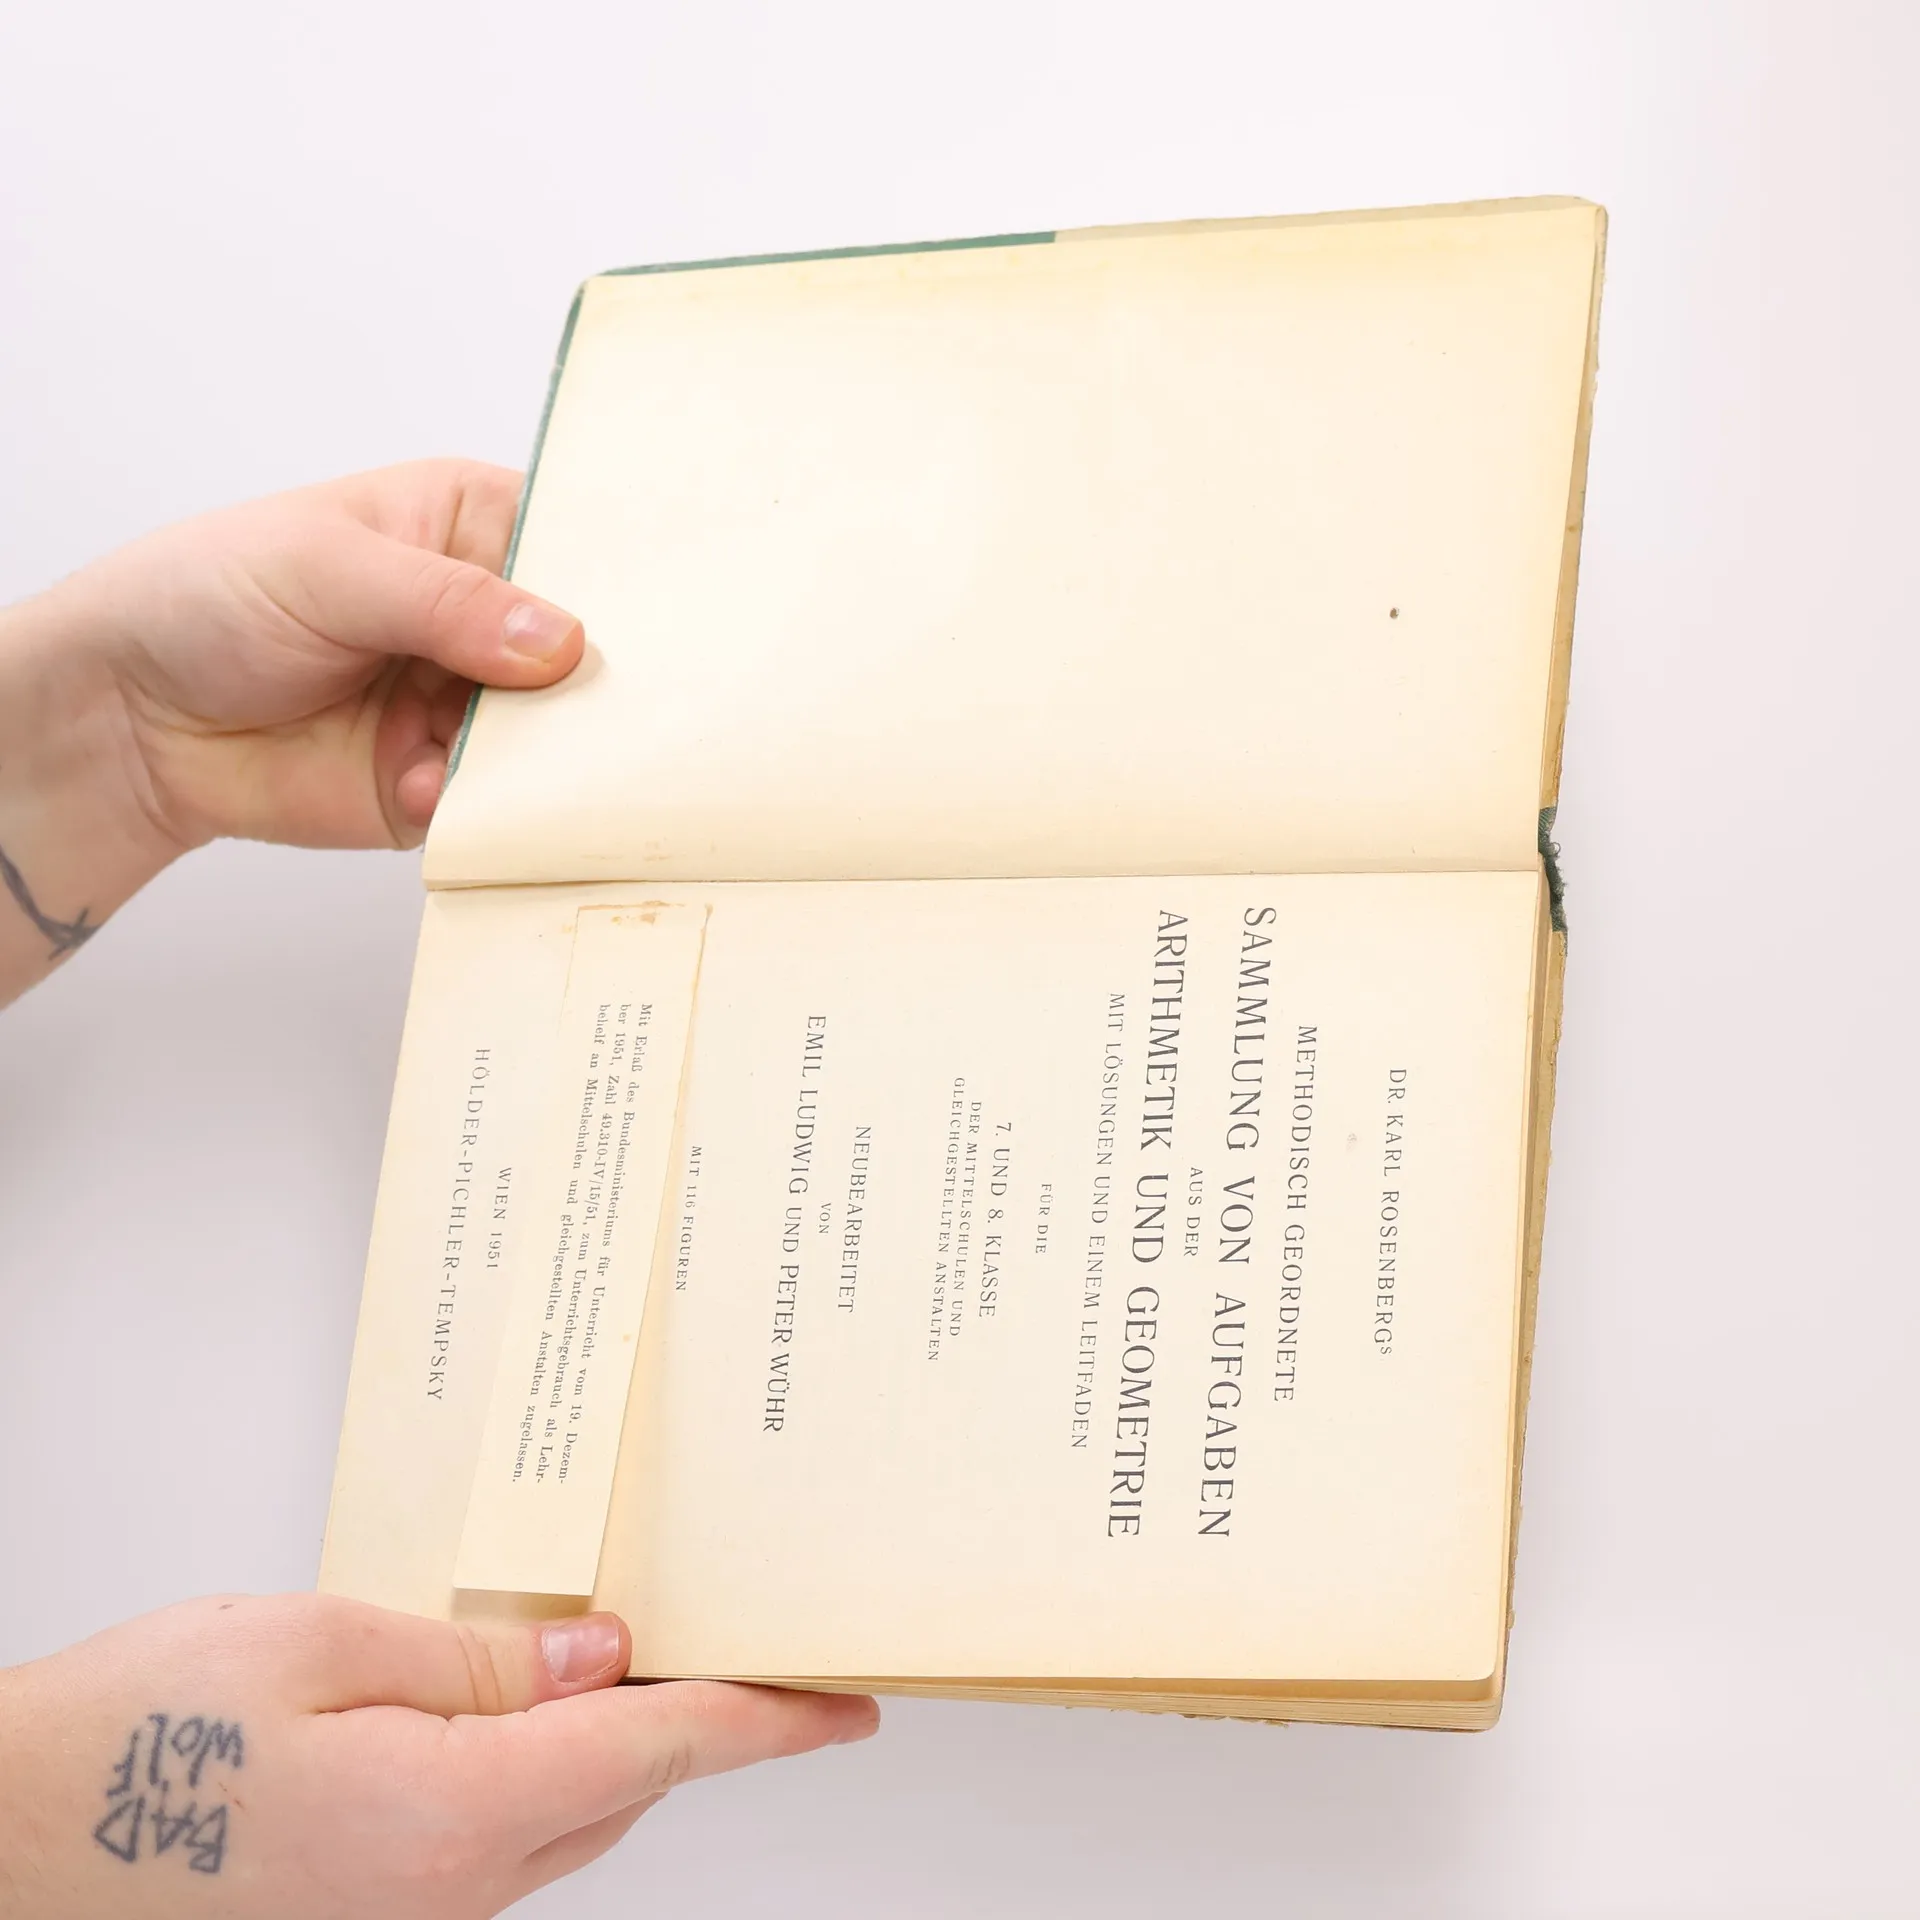 DR. KARL ROSENBERGS
METHODISCH GEORDNETE
SAMMLUNG VON AUFGABEN
AUS DER
ARITHMETIK UND GEOMETRIE
MIT LÖSUNGEN UND EINEM LEITFADEN
FÜR DIE
7. UND 8. KLASSE
DER MITTELSCHULEN UND
GLEICHGESTELLTEN ANSTALTEN
NEUBEARBEITET
VON
EMIL LUDWIG UND PETER WÜHR
MIT 116 FIGUREN
Mit Erlaß des Bundesministeriums für Unterricht vom 19. Dezem-
ber 1951, Zahl 49.310-IV/15/51, zum Unterrichtsgebrauch als Lehr-
behelf an Mittelschulen und gleichgestellten Anstalten zugelassen.
WIEN 1951
HÖLDER-PICHLER-TEMPSKY
BAD
WOLF